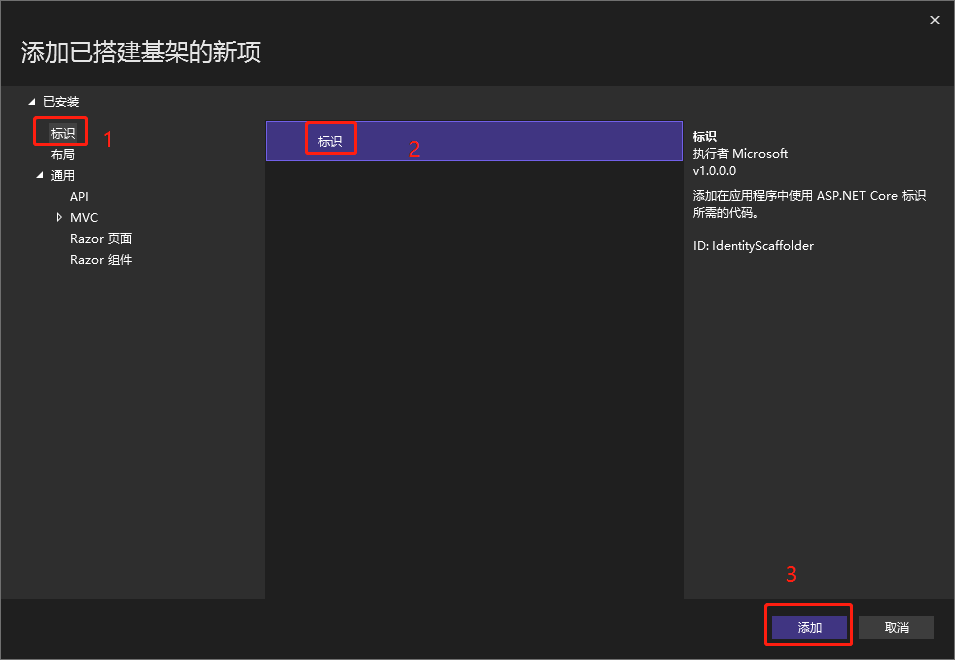 添加已搭建基架的新项
已安装
标识
1
布局
通用
API
MVC
Razor 页面
Razor 组件
标识
2
标识
执行者 Microsoft
v1.0.0.0
添加在应用程序中使用 ASP.NET Core 标识
所需的代码。
ID: IdentityScaffolder
3
添加
取消